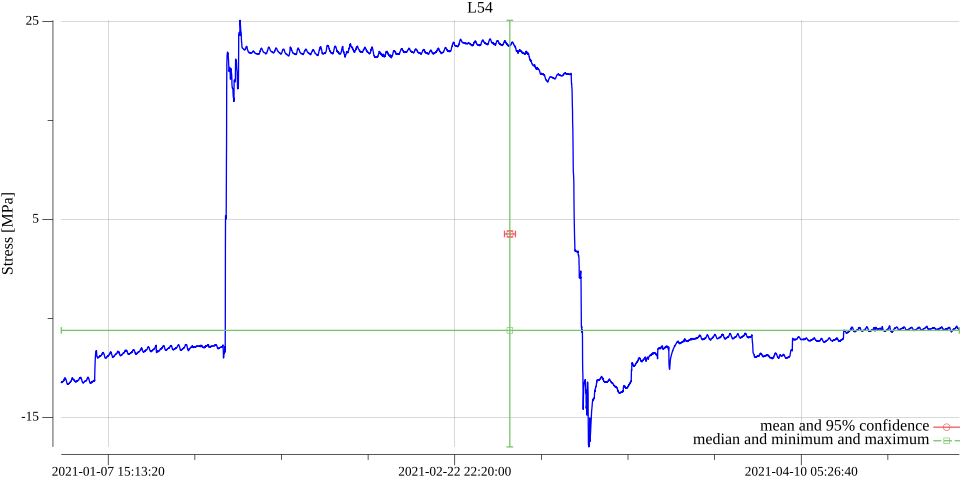 L54
25
5
-15
Stress [MPa]
mean and 95% confidence
median and minimum and maximum
2021-01-07 15:13:20
2021-02-22 22:20:00
2021-04-10 05:26:40